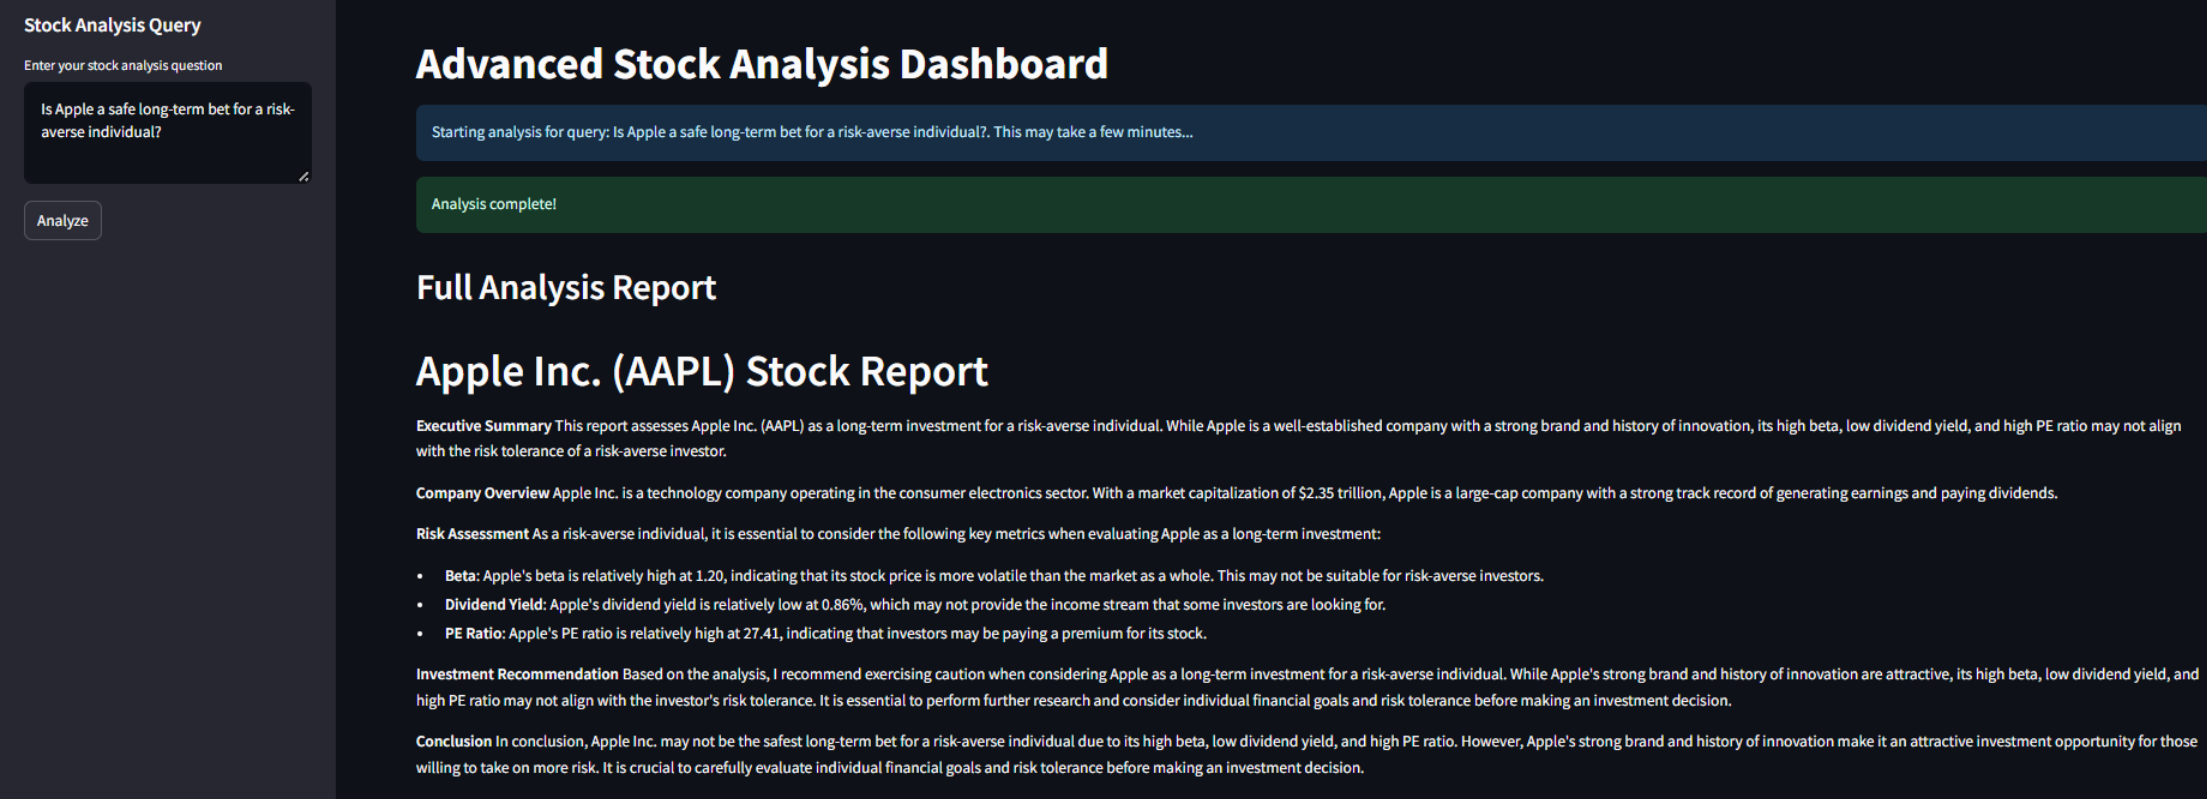 Stock Analysis Query
Enter your stock analysis question
Is Apple a safe long-term bet for a risk-
averse individual?
Analyze
Advanced Stock Analysis Dashboard
Starting analysis for query: Is Apple a safe long-term bet for a risk-averse individual?. This may take a few minutes...
Analysis complete!
Full Analysis Report
Apple Inc. (AAPL) Stock Report
Executive Summary This report assesses Apple Inc. (AAPL) as a long-term investment for a risk-averse individual. While Apple is a well-established company with a strong brand and history of innovation, its high beta, low dividend yield, and high PE ratio may not align
with the risk tolerance of a risk-averse investor.
Company Overview Apple Inc. is a technology company operating in the consumer electronics sector. With a market capitalization of $2.35 trillion, Apple is a large-cap company with a strong track record of generating earnings and paying dividends.
Risk Assessment As a risk-averse individual, it is essential to consider the following key metrics when evaluating Apple as a long-term investment:
• Beta: Apple's beta is relatively high at 1.20, indicating that its stock price is more volatile than the market as a whole. This may not be suitable for risk-averse investors.
• Dividend Yield: Apple's dividend yield is relatively low at 0.86%, which may not provide the income stream that some investors are looking for.
• PE Ratio: Apple's PE ratio is relatively high at 27.41, indicating that investors may be paying a premium for its stock.
Investment Recommendation Based on the analysis, I recommend exercising caution when considering Apple as a long-term investment for a risk-averse individual. While Apple's strong brand and history of innovation are attractive, its high beta, low dividend yield, and
high PE ratio may not align with the investor's risk tolerance. It is essential to perform further research and consider individual financial goals and risk tolerance before making an investment decision.
Conclusion In conclusion, Apple Inc. may not be the safest long-term bet for a risk-averse individual due to its high beta, low dividend yield, and high PE ratio. However, Apple's strong brand and history of innovation make it an attractive investment opportunity for those
willing to take on more risk. It is crucial to carefully evaluate individual financial goals and risk tolerance before making an investment decision.